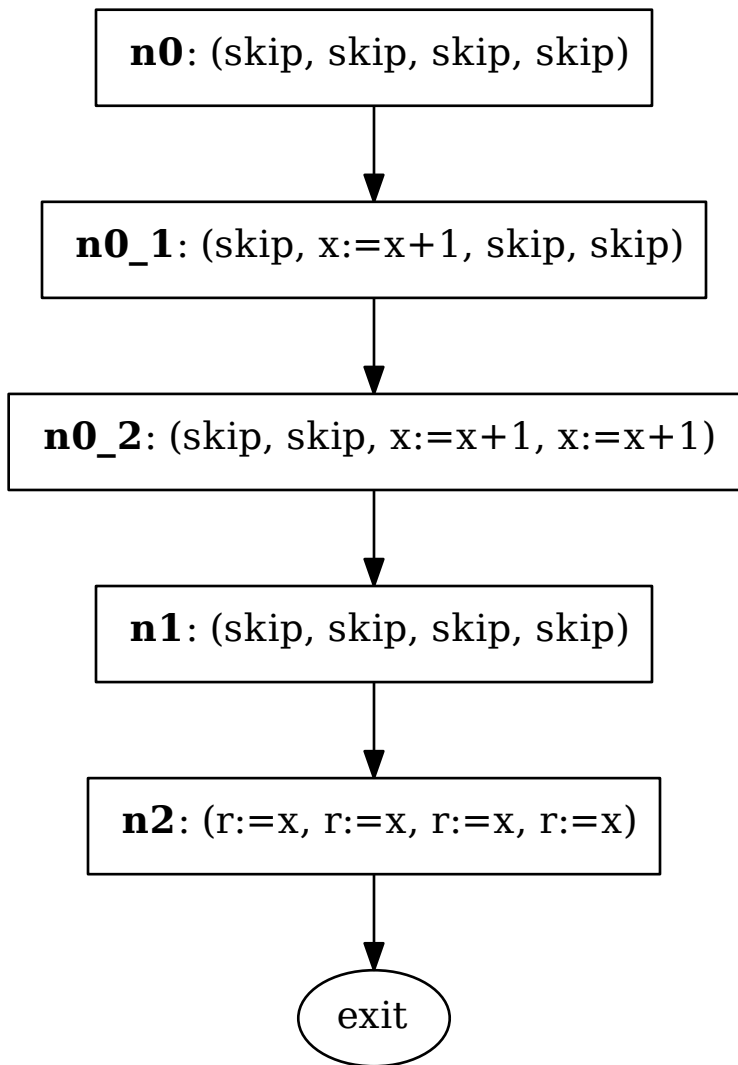 n0: (skip, skip, skip, skip)
n0_1: (skip, x:=x+1, skip, skip)
n0_2: (skip, skip, x:=x+1, x:=x+1)
n1: (skip, skip, skip, skip)
n2: (r:=x, r:=x, r:=x, r:=x)
exit